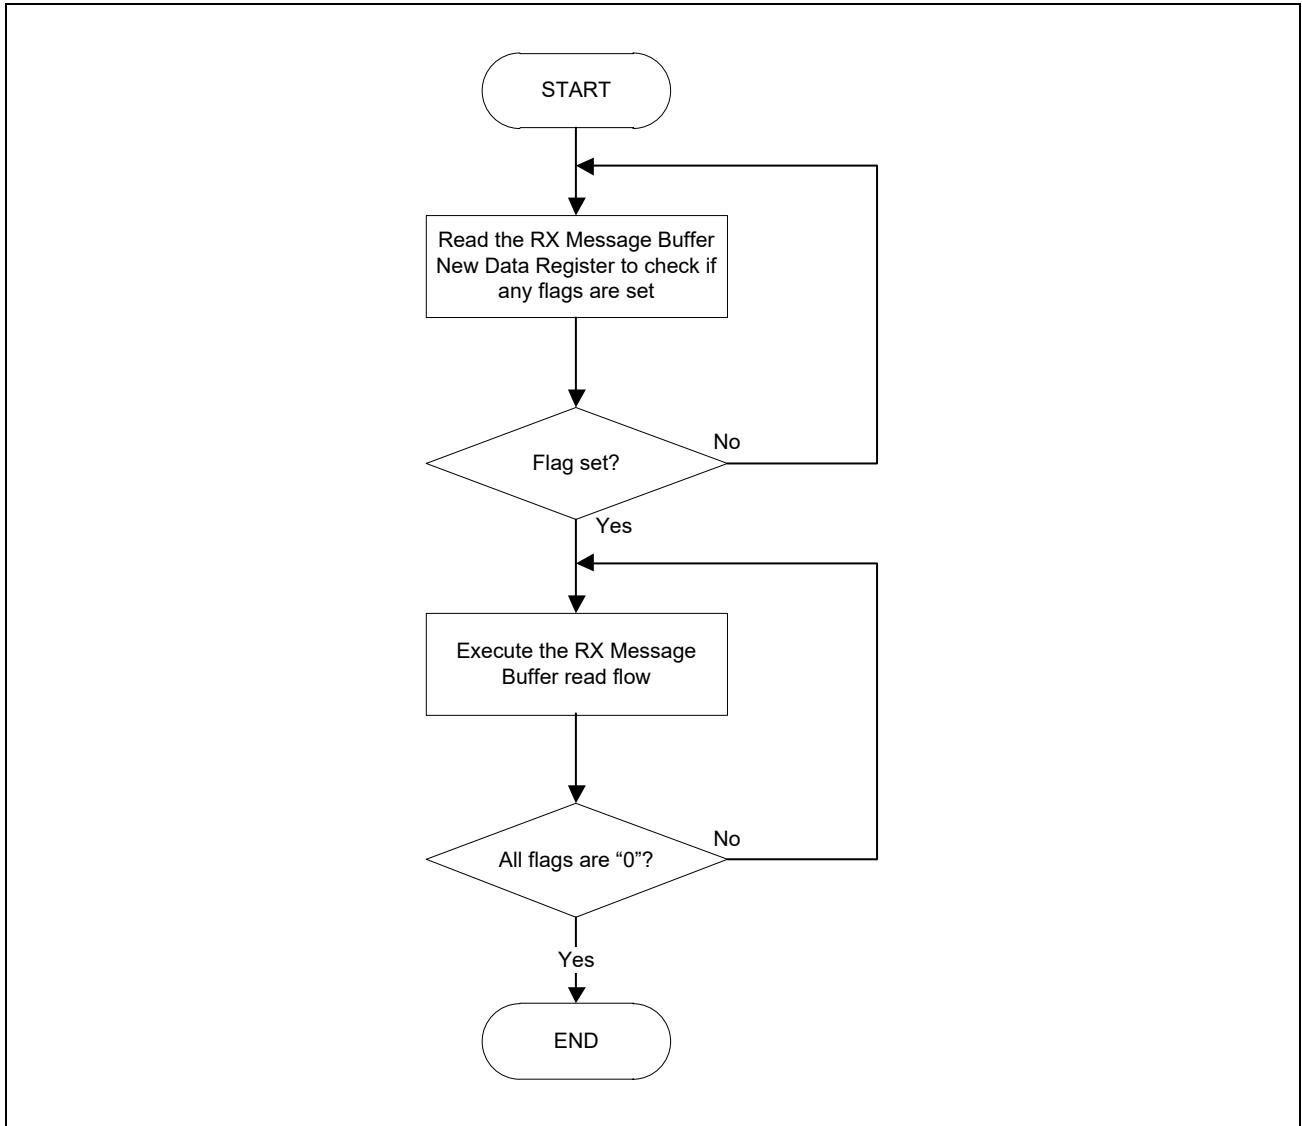 START
Read the RX Message Buffer
New Data Register to check if
any flags are set
No
Flag set?
Yes
Execute the RX Message
Buffer read flow
No
All flags are “0”?
Yes
END